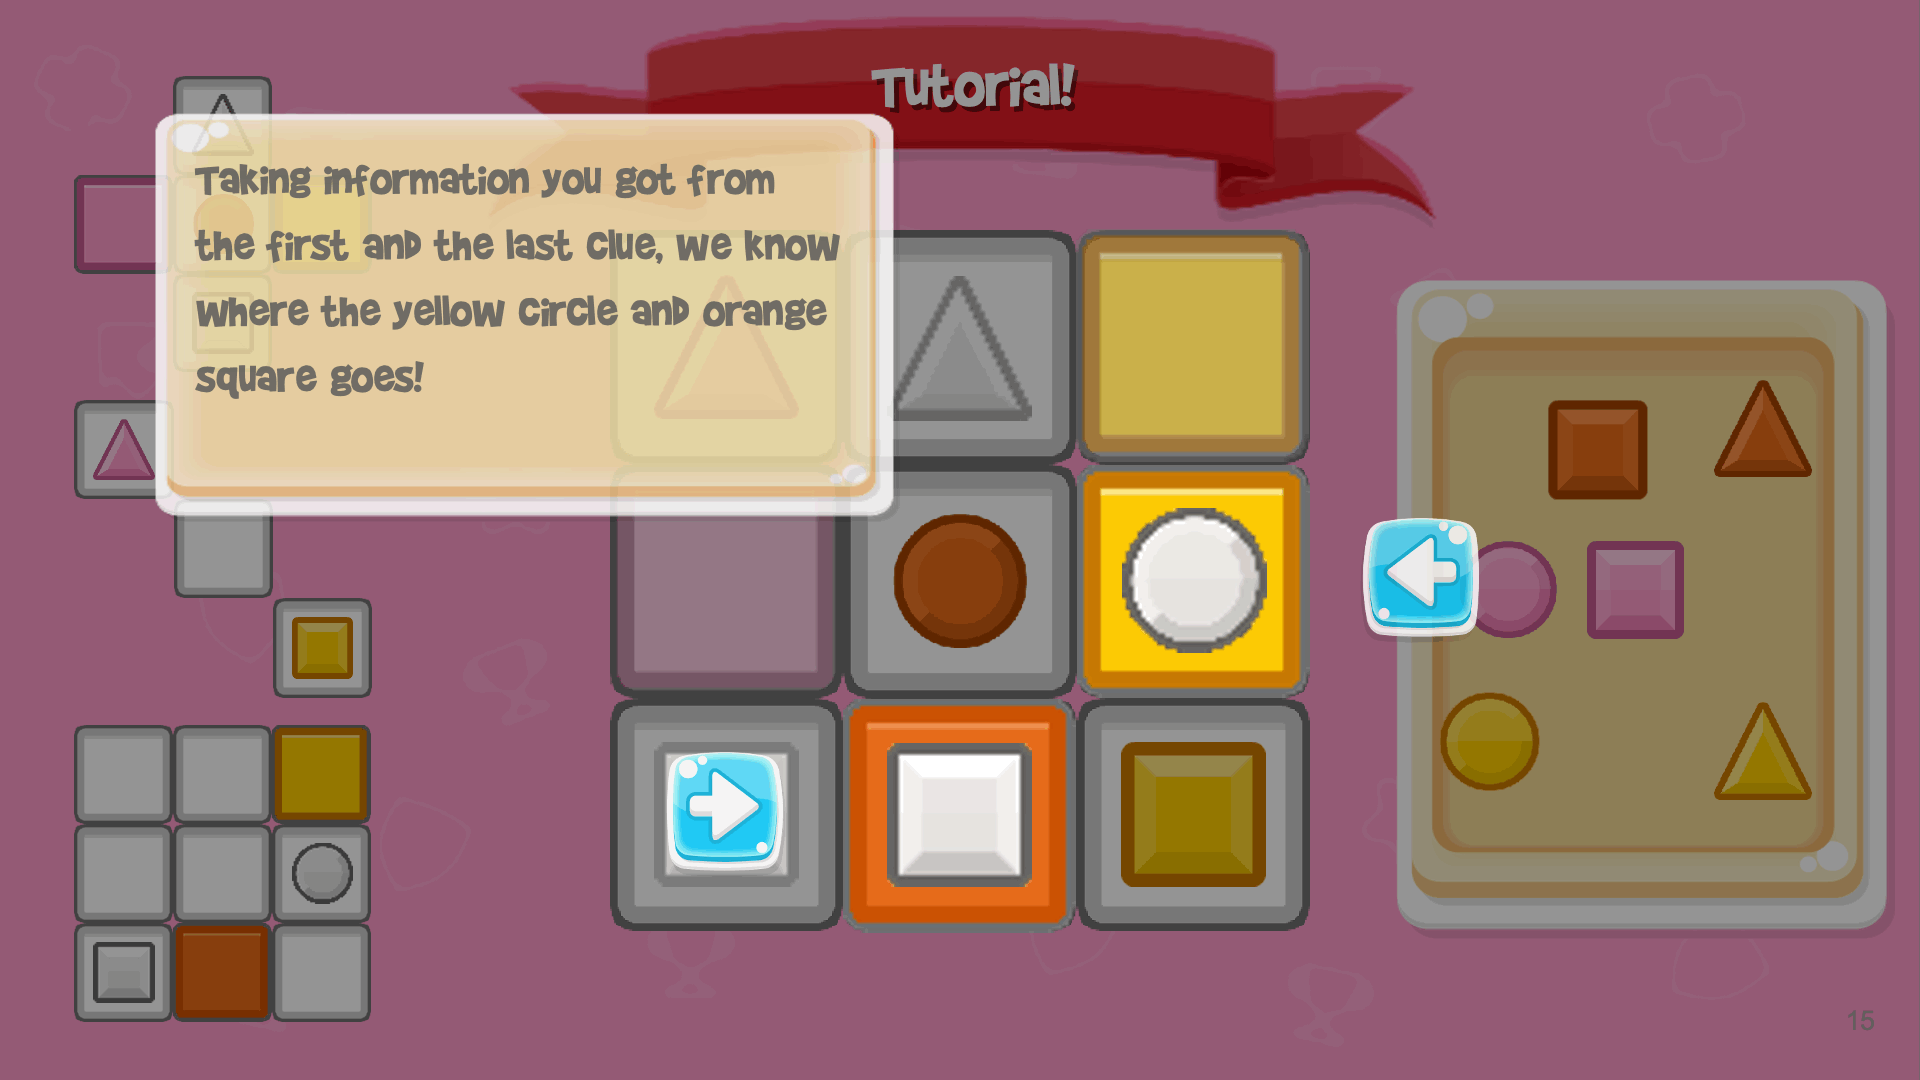 Tutorial!
Taking information you got from
the first and the last clue, we know
where the yellow circle and orange
square goes!
15